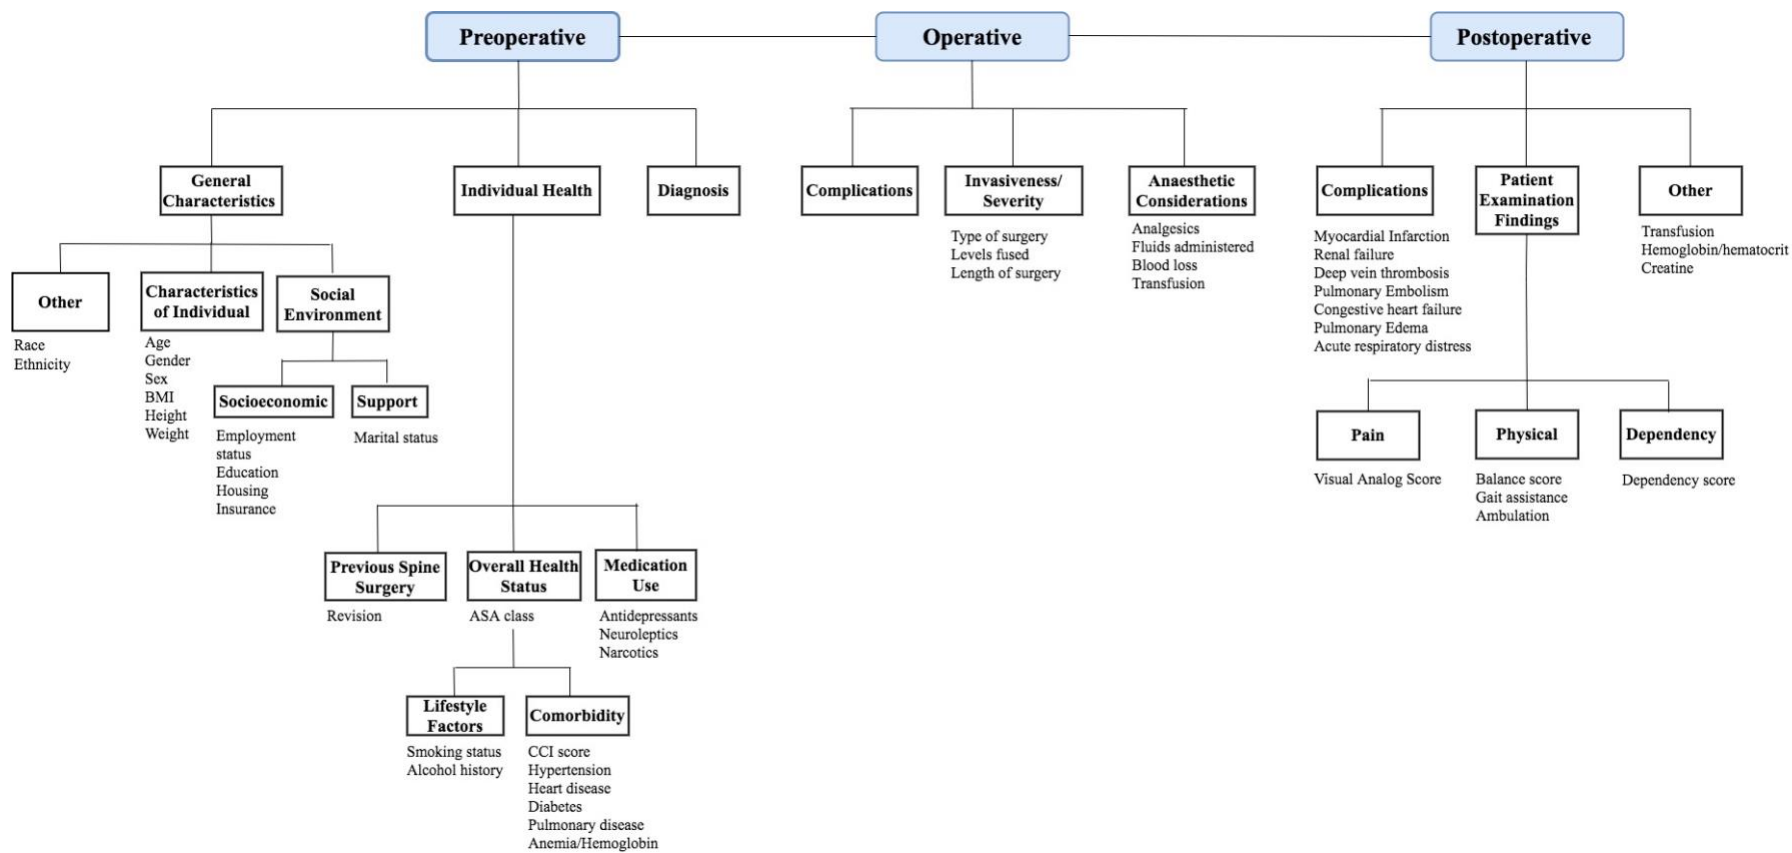 Preoperative
Operative
Postoperative
General
Characteristics
Individual Health
Diagnosis
Complications
Invasiveness/
Severity
Anaesthetic
Considerations
Complications
Patient
Examination
Findings
Other
Type of surgery
Levels fused
Length of surgery
Analgesics
Fluids administered
Blood loss
Transfusion
Myocardial Infarction
Renal failure
Deep vein thrombosis
Pulmonary Embolism
Congestive heart failure
Pulmonary Edema
Acute respiratory distress
Transfusion
Hemoglobin/hematocrit
Creatine
Other
Characteristics
of Individual
Social
Environment
Race
Ethnicity
Age
Gender
Sex
BMI
Height
Weight
Socioeconomic
Support
Employment
status
Education
Housing
Insurance
Marital status
Pain
Physical
Dependency
Visual Analog Score
Balance score
Gait assistance
Ambulation
Dependency score
Previous Spine
Surgery
Overall Health
Status
Medication
Use
Revision
ASA class
Antidepressants
Neuroleptics
Narcotics
Lifestyle
Factors
Comorbidity
Smoking status
Alcohol history
CCI score
Hypertension
Heart disease
Diabetes
Pulmonary disease
Anemia/Hemoglobin